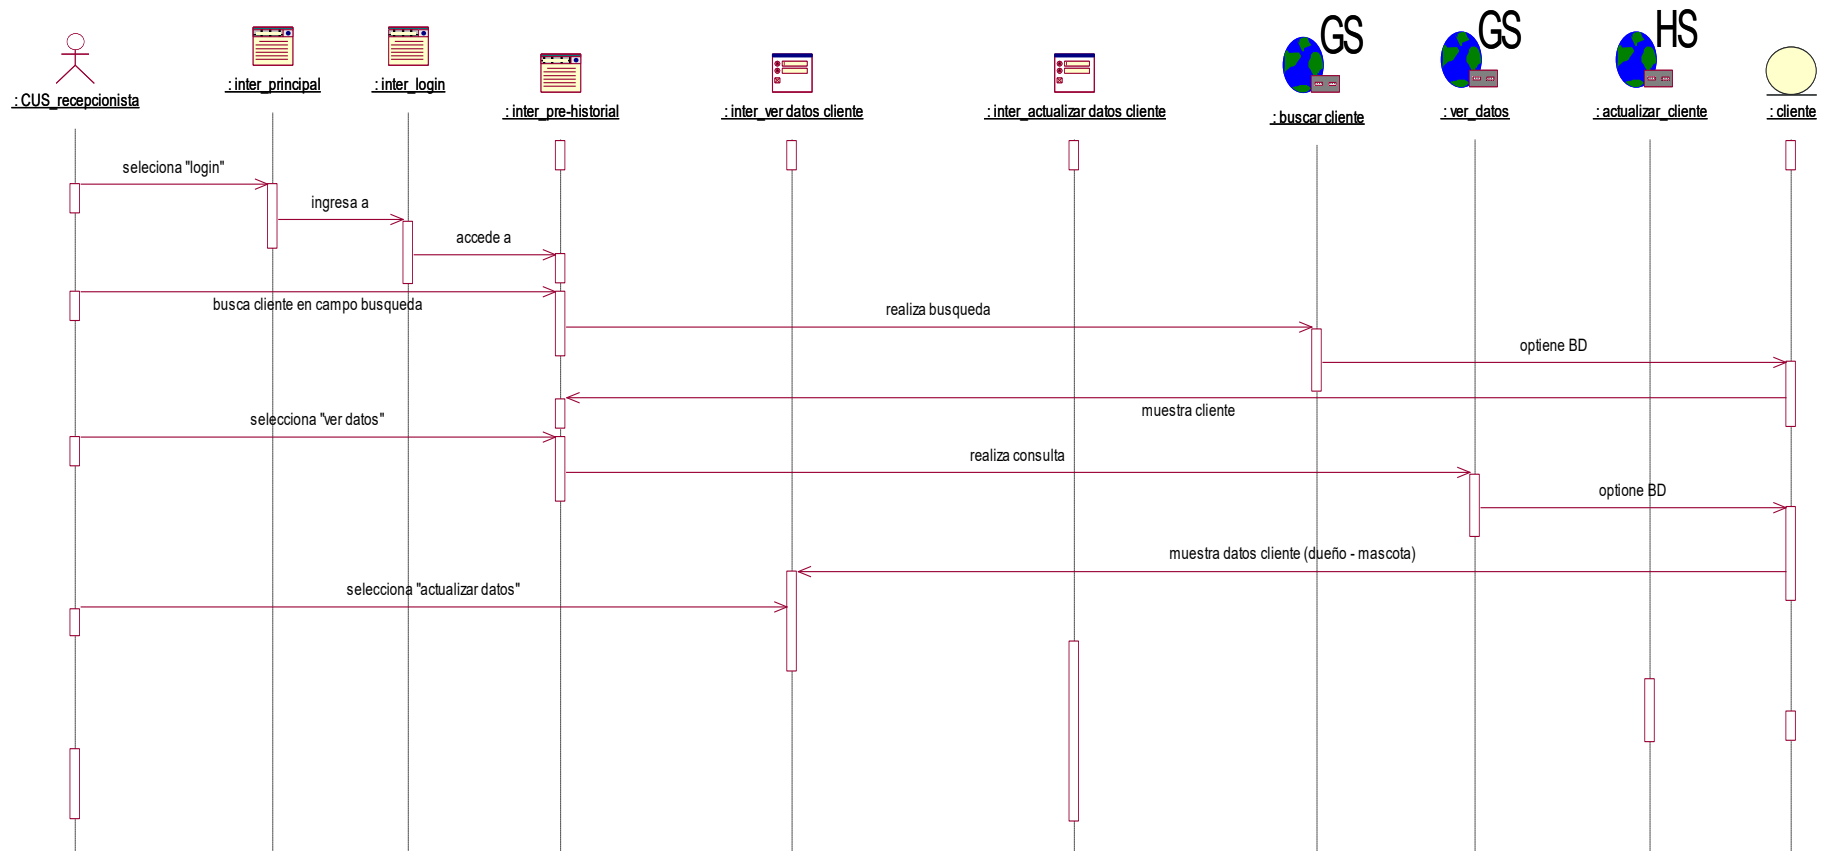 GS
GS
HS
: CUS_recepcionista
: inter_principal
: inter_login
: inter_pre-historial
: inter_ver datos cliente
: inter_actualizar datos cliente
: buscar cliente
: ver_datos
: actualizar_cliente
: cliente
seleciona "login"
ingresa a
accede a
busca cliente en campo busqueda
realiza busqueda
optiene BD
muestra cliente
selecciona "ver datos"
realiza consulta
optione BD
muestra datos cliente (dueño - mascota)
selecciona "actualizar datos"